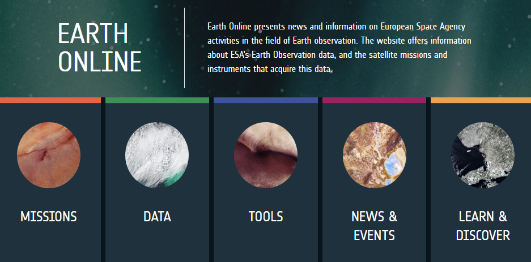 EARTH
ONLINE
Earth Online presents news and information on European Space Agency
activities in the field of Earth observation. The website offers information
about ESA's Earth Observation data, and the satellite missions and
instruments that acquire this data.
MISSIONS
DATA
TOOLS
NEWS &
EVENTS
LEARN &
DISCOVER